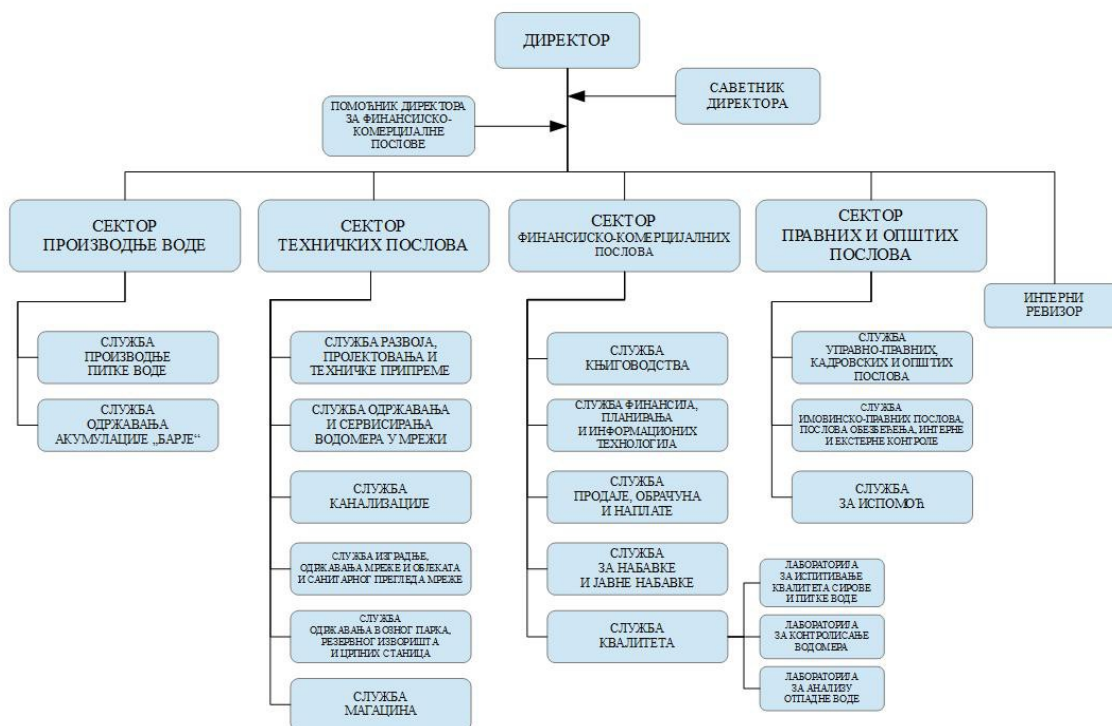 ДИРЕКТОР
САВЕТНИК
ДИРЕКТОРА
ПОМОЋНИК ДИРЕКТОРА
ЗА ФИНАНСИЈСКО-
КОМЕРЦИЈАЛНЕ
ПОСЛОВЕ
СЕКТОР
ПРОИЗВОДЊЕ ВОДЕ
СЕКТОР
ТЕХНИЧКИХ ПОСЛОВА
СЕКТОР
ФИНАНСИЈСКО-КОМЕРЦИЈАЛНИХ
ПОСЛОВА
СЕКТОР
ПРАВНИХ И ОПШТИХ
ПОСЛОВА
ИНТЕРНИ
РЕВИЗОР
СЛУЖБА
ПРОИЗВОДЊЕ
ПИТКЕ ВОДЕ
СЛУЖБА
ОДРЖАВАЊА
АКУМУЛАЦИЈЕ „БАРЈЕ“
СЛУЖБА РАЗВОЈА,
ПРОЈЕКТОВАЊА И
ТЕХНИЧКЕ ПРИПРЕМЕ
СЛУЖБА ОДРЖАВАЊА
И СЕРВИСИРАЊА
ВОДОМЕРА У МРЕЖИ
СЛУЖБА
КАНАЛИЗАЦИЈЕ
СЛУЖБА ИЗГРАДЊЕ,
ОДРЖАВАЊА МРЕЖЕ И ОБЈЕКАТА
И САНИТАРНОГ ПРЕГЛЕДА МРЕЖЕ
СЛУЖБА
ОДРЖАВАЊА ВОЗНОГ ПАРКА,
РЕЗЕРВНОГ ИЗВОРИШТА
И ЦРПНИХ СТАНИЦА
СЛУЖБА
МАГАЦИНА
СЛУЖБА
КЊИГОВОДСТВА
СЛУЖБА ФИНАНСИЈА,
ПЛАНИРАЊА
И ИНФОРМАЦИОНИХ
ТЕХНОЛОГИЈА
СЛУЖБА
ПРОДАЈЕ, ОБРАЧУНА
И НАПЛАТЕ
СЛУЖБА
ЗА НАБАВКЕ
И ЈАВНЕ НАБАВКЕ
СЛУЖБА
КВАЛИТЕТА
СЛУЖБА
УПРАВНО-ПРАВНИХ,
КАДРОВСКИХ И ОПШТИХ
ПОСЛОВА
СЛУЖБА
ИМОВИНСКО-ПРАВНИХ ПОСЛОВА,
ПОСЛОВА ОБЕЗБЕЂЕЊА, ИНТЕРНЕ
И ЕКСТЕРНЕ КОНТРОЛЕ
СЛУЖБА
ЗА ИСПОМОЋ
ЛАБОРАТОРИЈА
ЗА ИСПИТИВАЊЕ
КВАЛИТЕТА СИРОВЕ
И ПИТКЕ ВОДЕ
ЛАБОРАТОРИЈА
ЗА КОНТРОЛИСАЊЕ
ВОДОМЕРА
ЛАБОРАТОРИЈА
ЗА АНАЛИЗУ
ОТПАДНЕ ВОДЕ